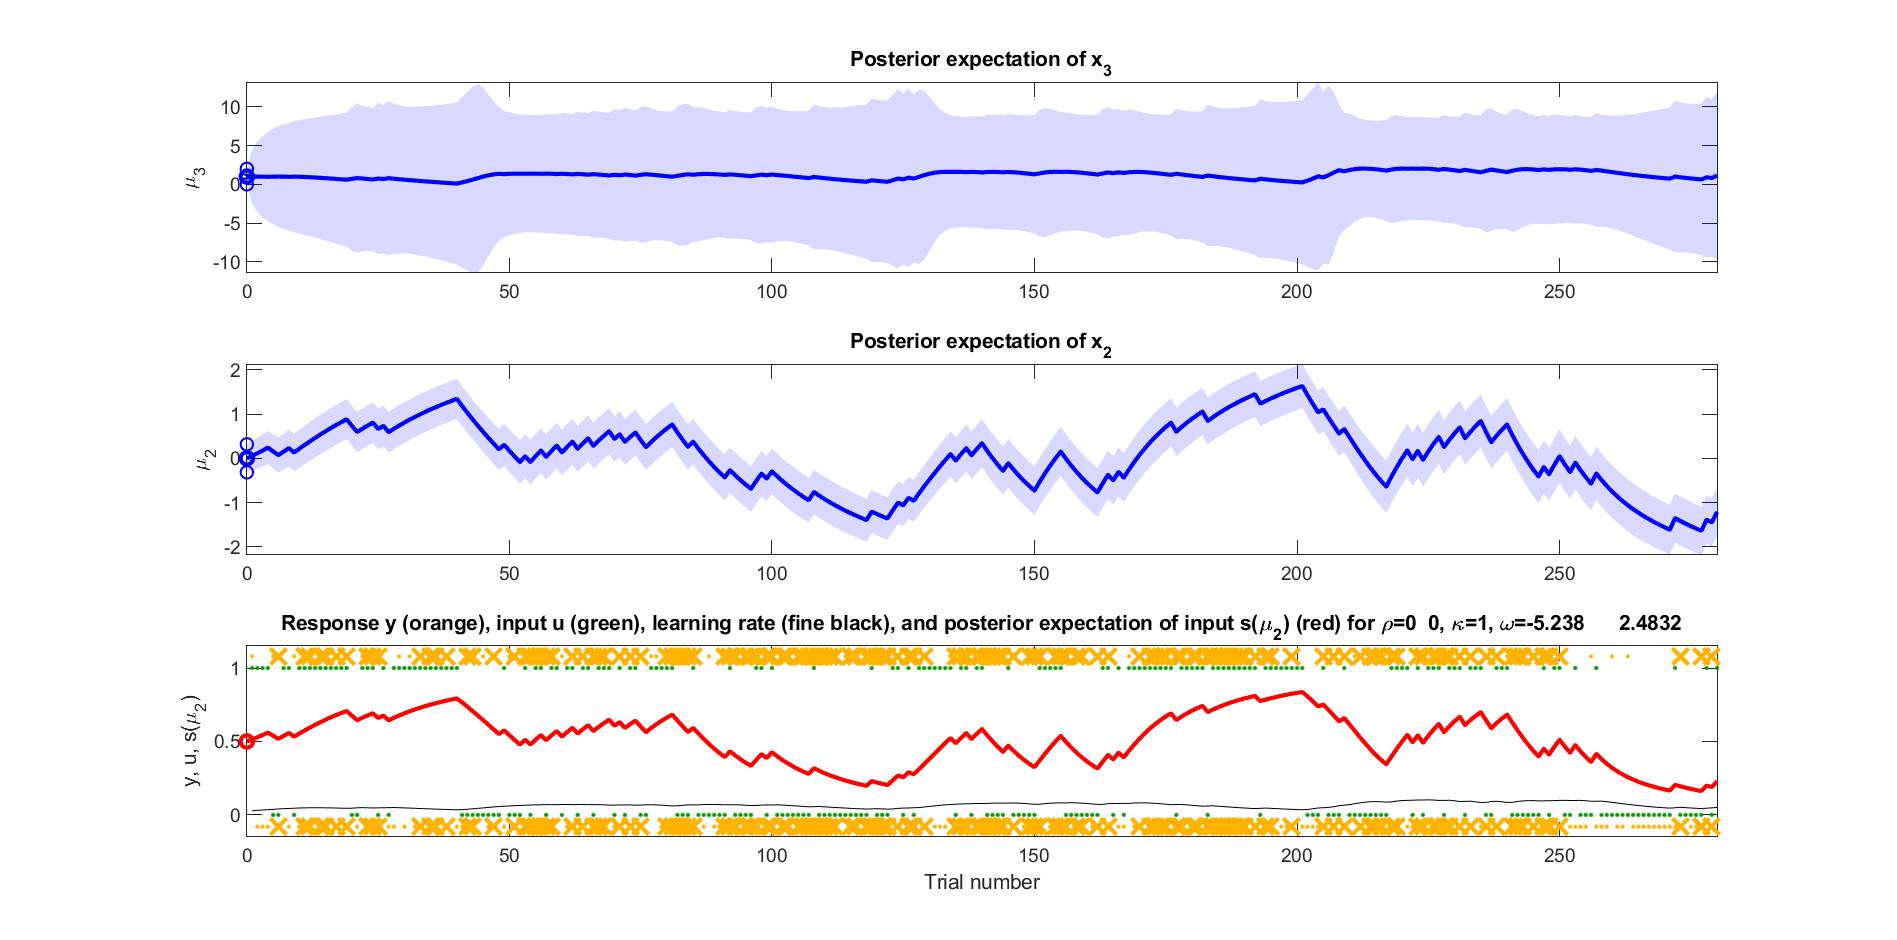 Posterior expectation of x₃
10
5
0
-5
-10
μ₃
0 50 100 150 200 250
Posterior expectation of x₂
2
1
0
-1
-2
μ₂
0 50 100 150 200 250
Response y (orange), input u (green), learning rate (fine black), and posterior expectation of input s(μ₂) (red) for ρ=0 0, κ=1, ω=-5.238 2.4832
1
0.5
0
y, u, s(μ₂)
0 50 100 150 200 250
Trial number